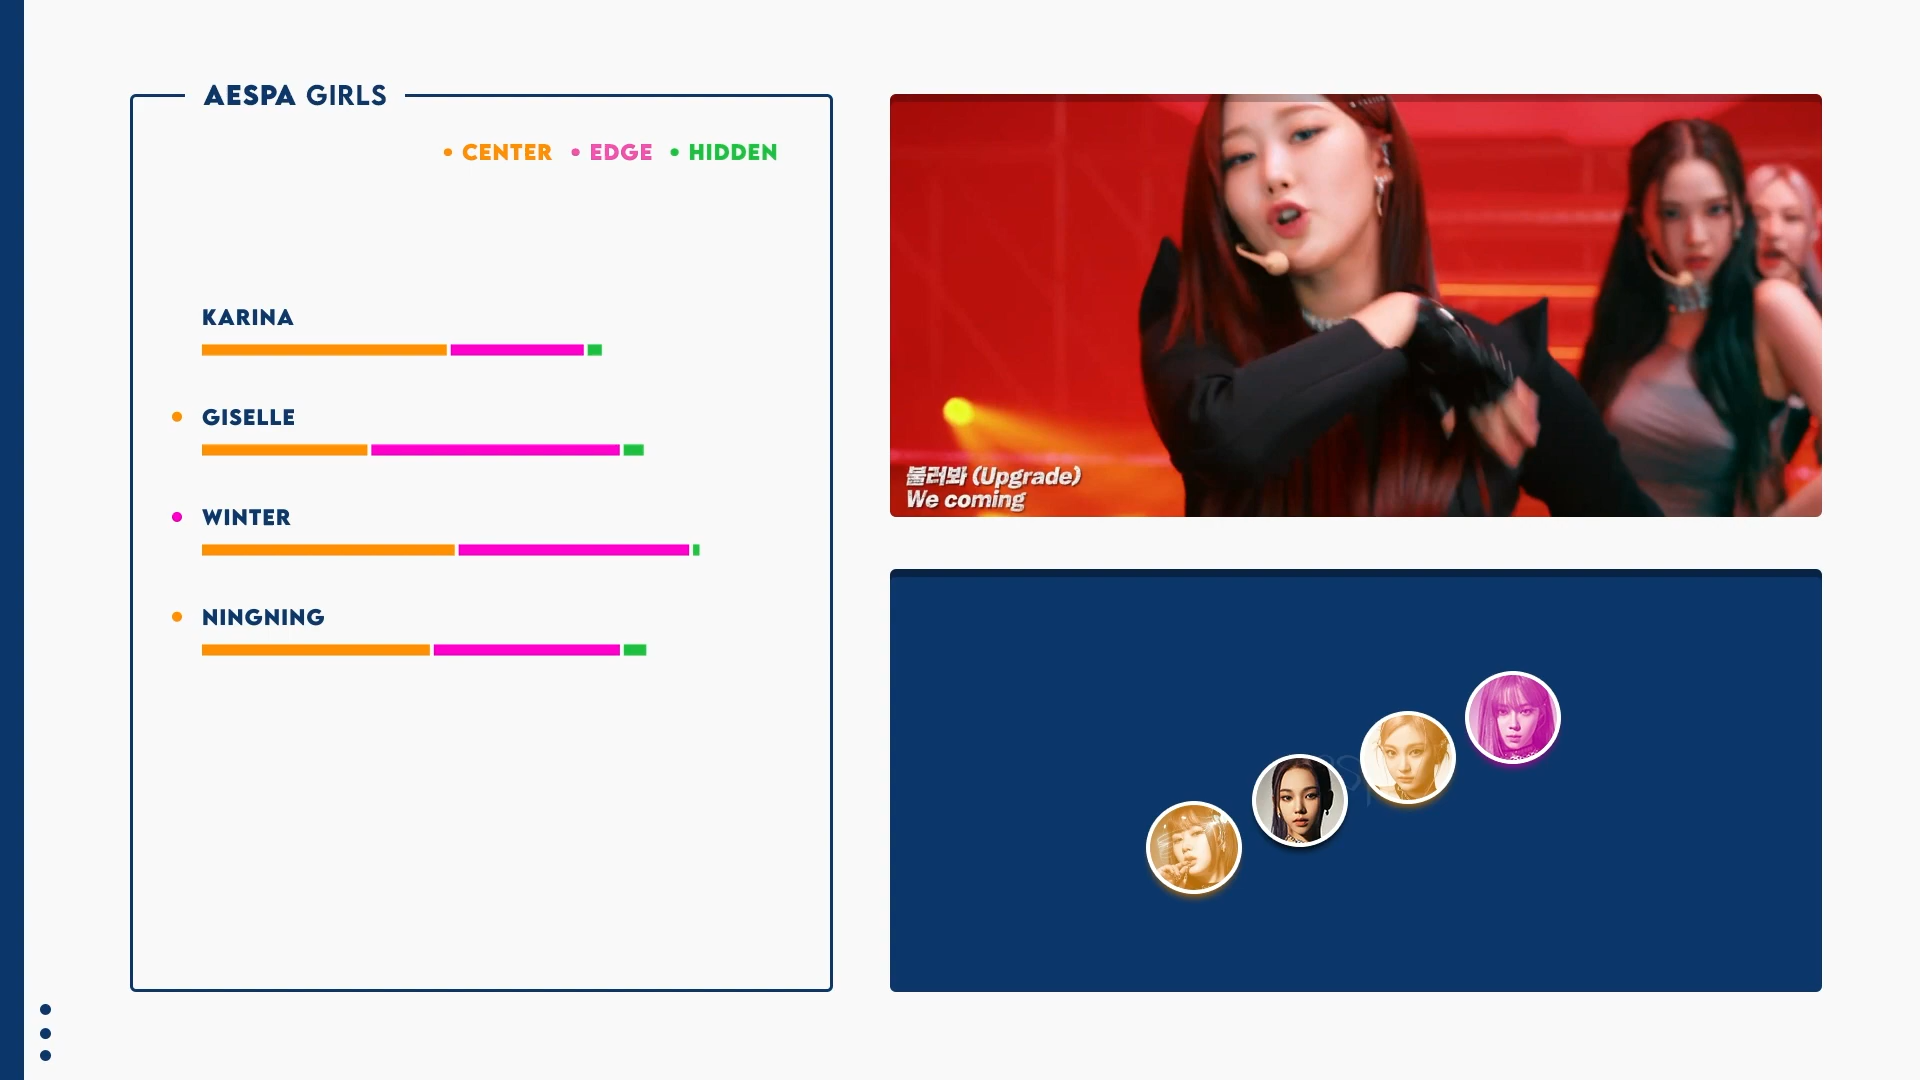 AESPA GIRLS
CENTER EDGE HIDDEN
KARINA
GISELLE
WINTER
NINGNING
불러봐 (Upgrade)
We coming